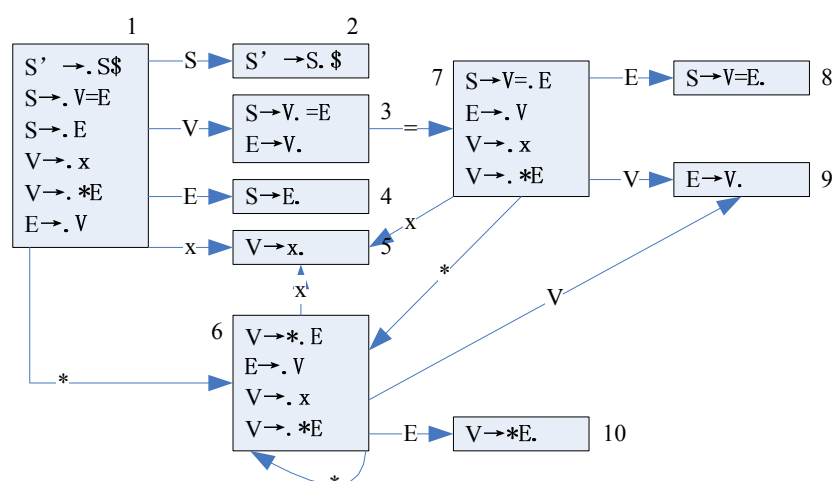 1
S' →.S$
S→.V=E
S→.E
V→.x
V→.*E
E→.V
S
2
S' →S.$
V
3
S→V.=E
E→V.
=
E
S→E.
4
x
V→x.
5
7
S→V=.E
E→.V
V→.x
V→.*E
E
S→V=E.
8
V
E→V.
9
x
*
x
V
*
6
V→*.E
E→.V
V→.x
V→.*E
E
V→*E.
10
*